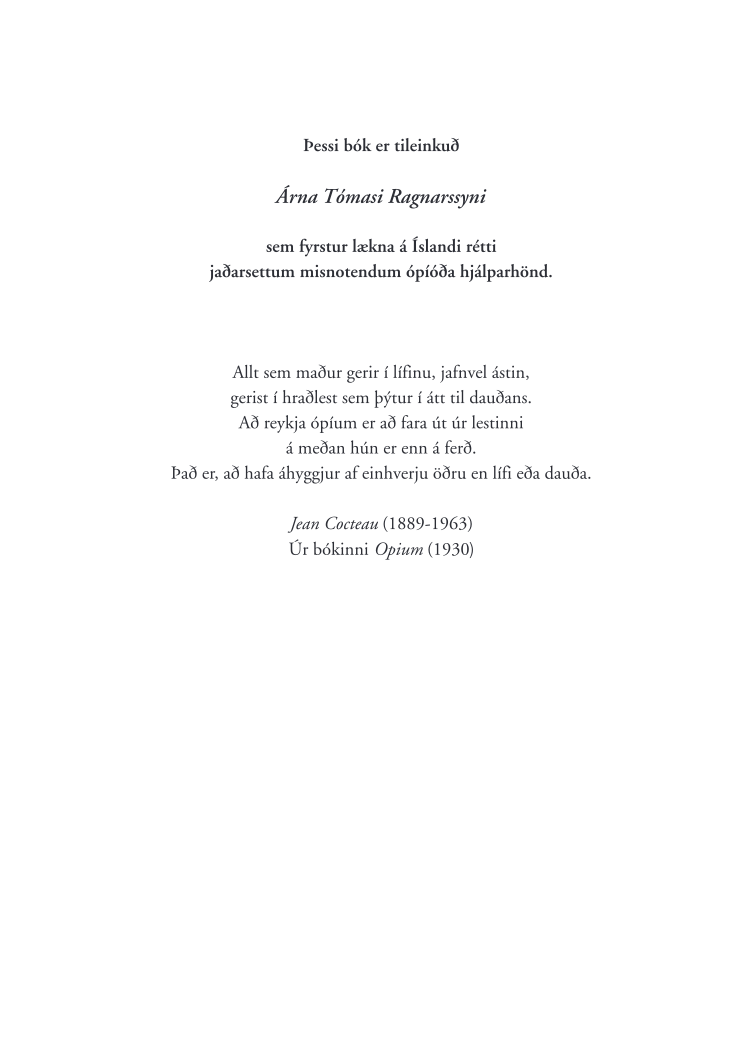 Þessi bók er tileinkuð
Árna Tómasi Ragnarssyni
sem fyrstur lækna á Íslandi rétti
jaðarsettum misnotendum ópíóða hjálparhönd.
Allt sem maður gerir í lífinu, jafnvel ástin,
gerist í hraðlest sem þýtur í átt til dauðans.
Að reykja ópíum er að fara út úr lestinni
á meðan hún er enn á ferð.
Það er, að hafa áhyggjur af einhverju öðru en lífi eða dauða.
Jean Cocteau (1889-1963)
Úr bókinni Opium (1930)